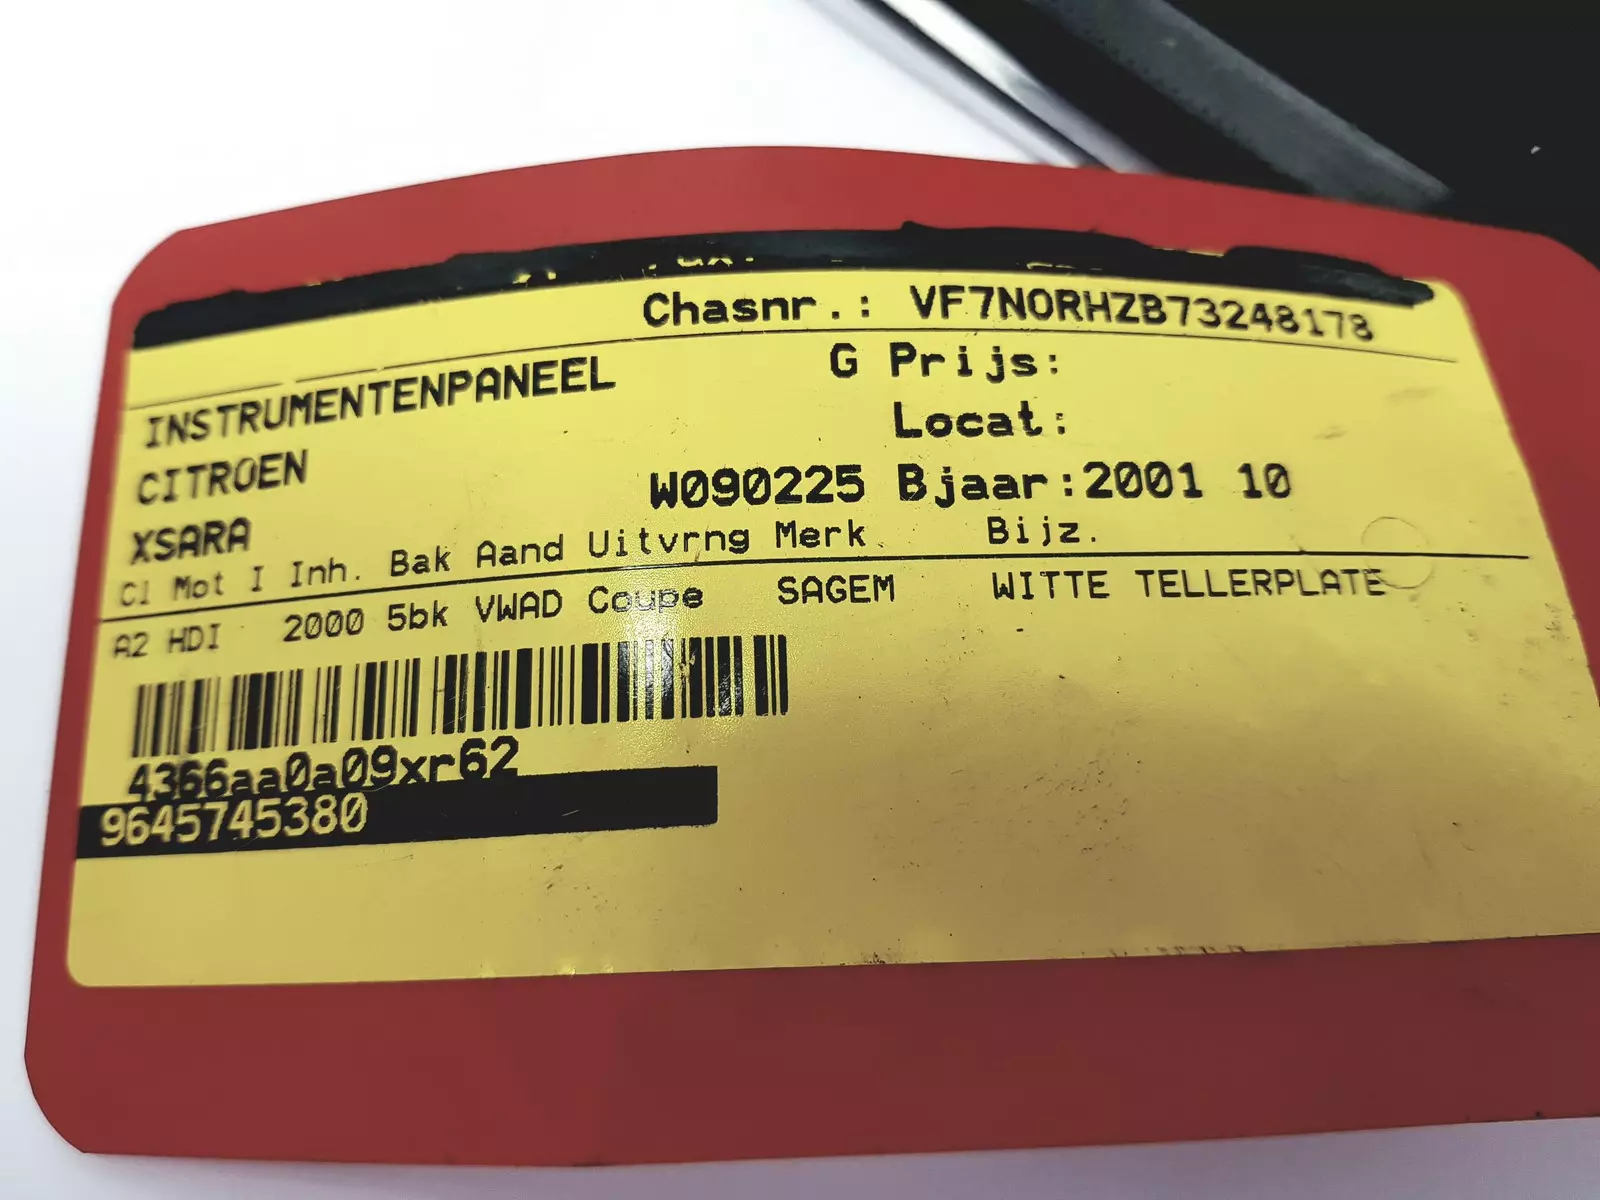 Chasnr.: VF7N0RHZB73248178
INSTRUMENTENPANEEL G Prijs:
CITROEN Locat:
XSARA W090225 Bjaar:2001 10
Cl Mot I Inh. Bak Aand Uitvrng Merk Bijz.
A2 HDI 2000 5bk VWAD Coupe SAGEM WITTE TELLERPLATE
4366aa0a09xr62
9645745380